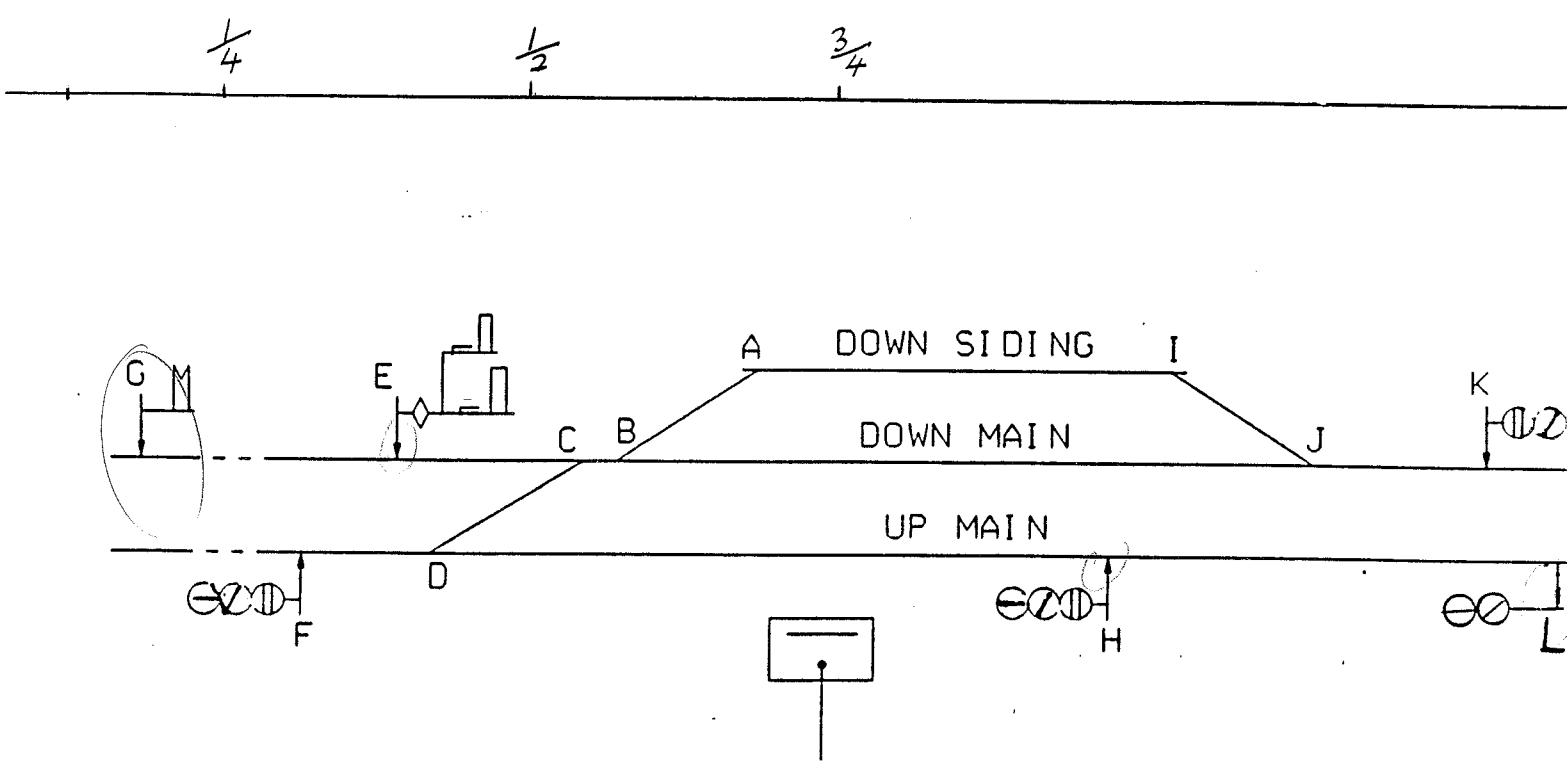 1/4 1/2 3/4
A DOWN SIDING I
G M E K
C B DOWN MAIN J
UP MAIN
D
F H L